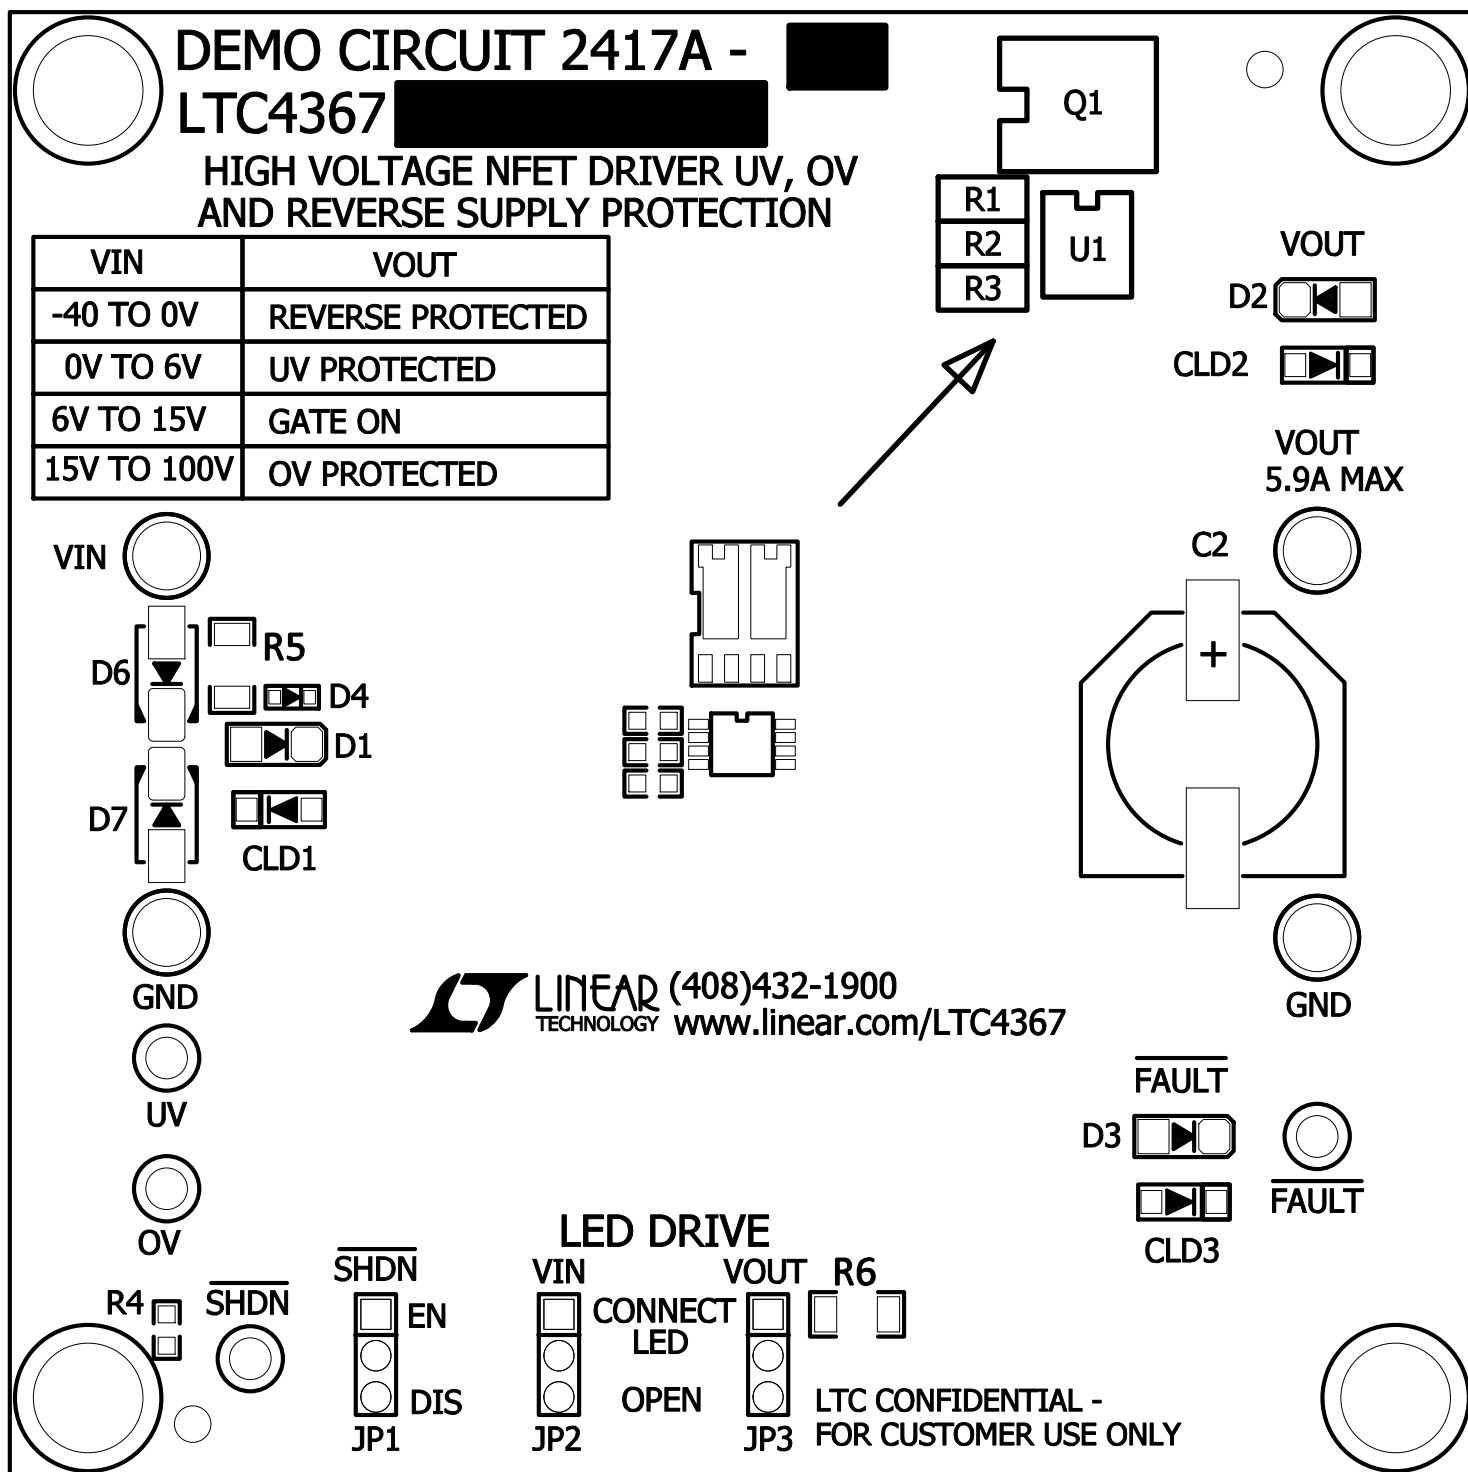 DEMO CIRCUIT 2417A -
LTC4367
HIGH VOLTAGE NFET DRIVER UV, OV
AND REVERSE SUPPLY PROTECTION
VIN VOUT
-40 TO 0V REVERSE PROTECTED
0V TO 6V UV PROTECTED
6V TO 15V GATE ON
15V TO 100V OV PROTECTED
Q1
R1
R2
R3
U1
VOUT
D2
CLD2
VOUT
5.9A MAX
C2
+
VIN
R5
D6
D4
D1
D7
CLD1
GND
GND
LINEAR
TECHNOLOGY
(408)432-1900
www.linear.com/LTC4367
UV
OV
FAULT
D3
FAULT
CLD3
R4
SHDN
SHDN
EN
DIS
JP1
LED DRIVE
VIN
VOUT
R6
CONNECT
LED
OPEN
JP2
JP3
LTC CONFIDENTIAL -
FOR CUSTOMER USE ONLY